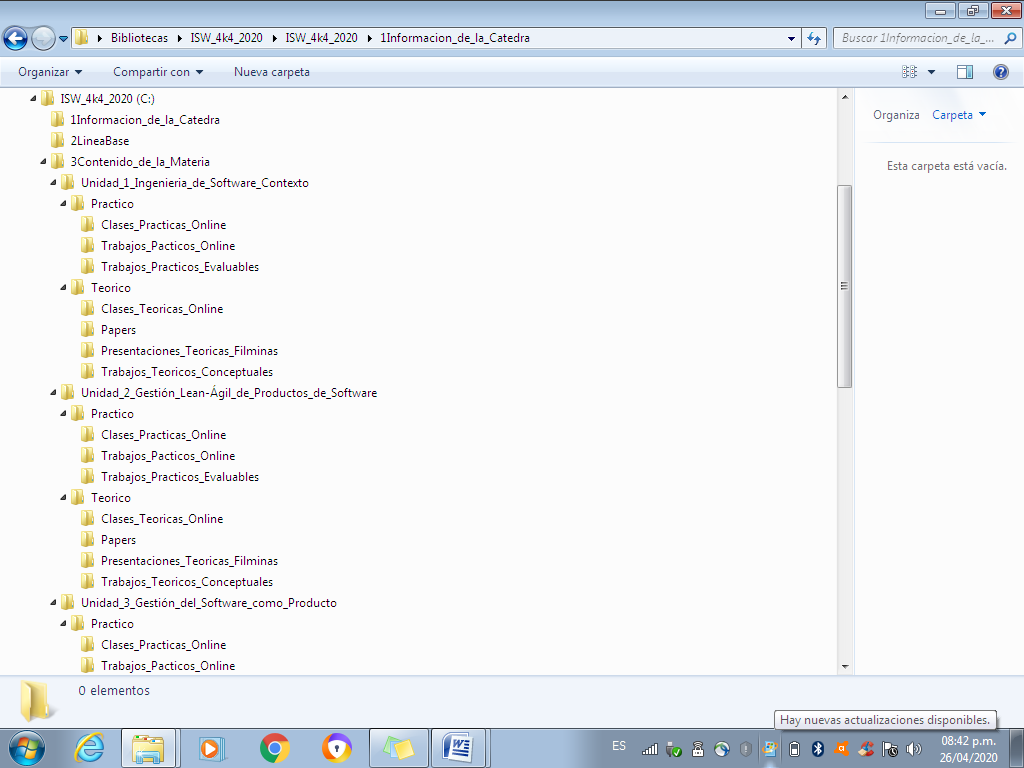 Bibliotecas ISW_4k4_2020 ISW_4k4_2020 1Informacion_de_la_Catedra
Buscar 1Informacion_de_la_...
Organizar Compartir con Nueva carpeta
ISW_4k4_2020 (C:)
1Informacion_de_la_Catedra
2LineaBase
3Contenido_de_la_Materia
Unidad_1_Ingenieria_de_Software_Contexto
Practico
Clases_Practicas_Online
Trabajos_Pacticos_Online
Trabajos_Practicos_Evaluables
Teorico
Clases_Teoricas_Online
Papers
Presentaciones_Teoricas_Filminas
Trabajos_Teoricos_Conceptuales
Unidad_2_Gestión_Lean-Ágil_de_Productos_de_Software
Practico
Clases_Practicas_Online
Trabajos_Pacticos_Online
Trabajos_Practicos_Evaluables
Teorico
Clases_Teoricas_Online
Papers
Presentaciones_Teoricas_Filminas
Trabajos_Teoricos_Conceptuales
Unidad_3_Gestión_del_Software_como_Producto
Practico
Clases_Practicas_Online
Trabajos_Pacticos_Online
Organiza Carpeta
Esta carpeta está vacía.
0 elementos
Hay nuevas actualizaciones disponibles.
ES
08:42 p.m.
26/04/2020